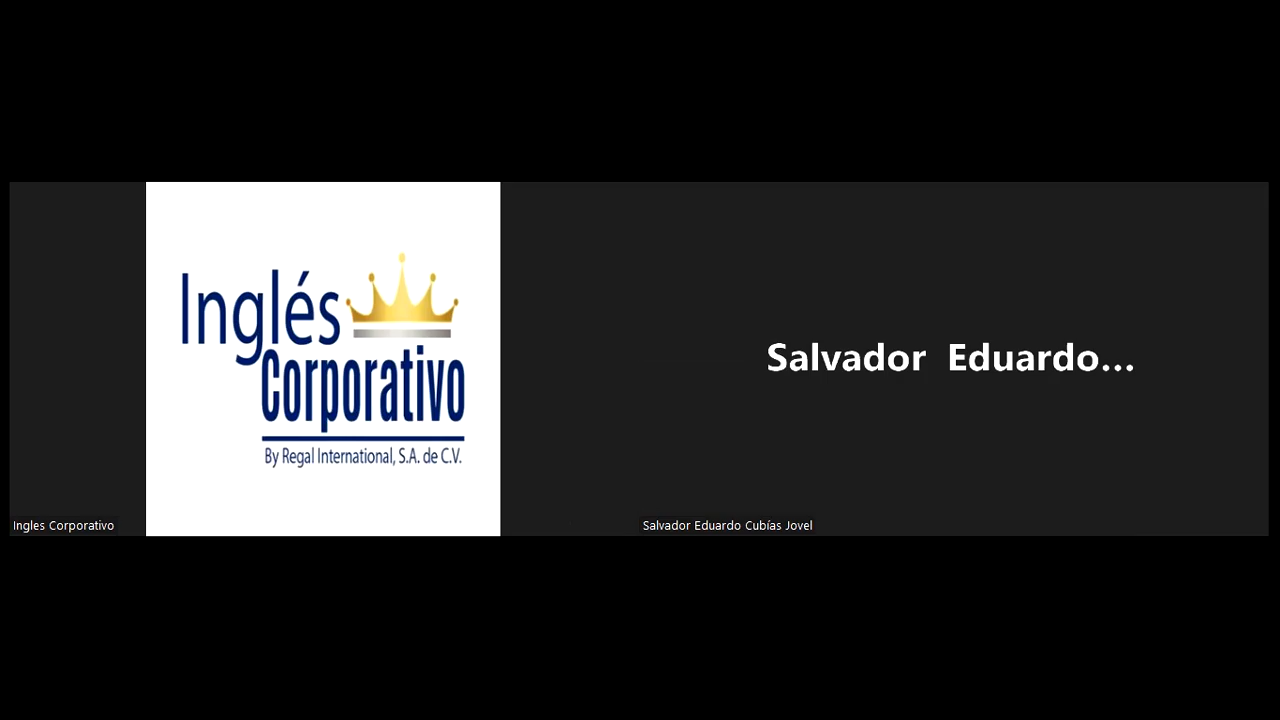 Inglés
Corporativo
By Regal International, S.A. de C.V.
Ingles Corporativo
Salvador Eduardo...
Salvador Eduardo Cubías Jovel